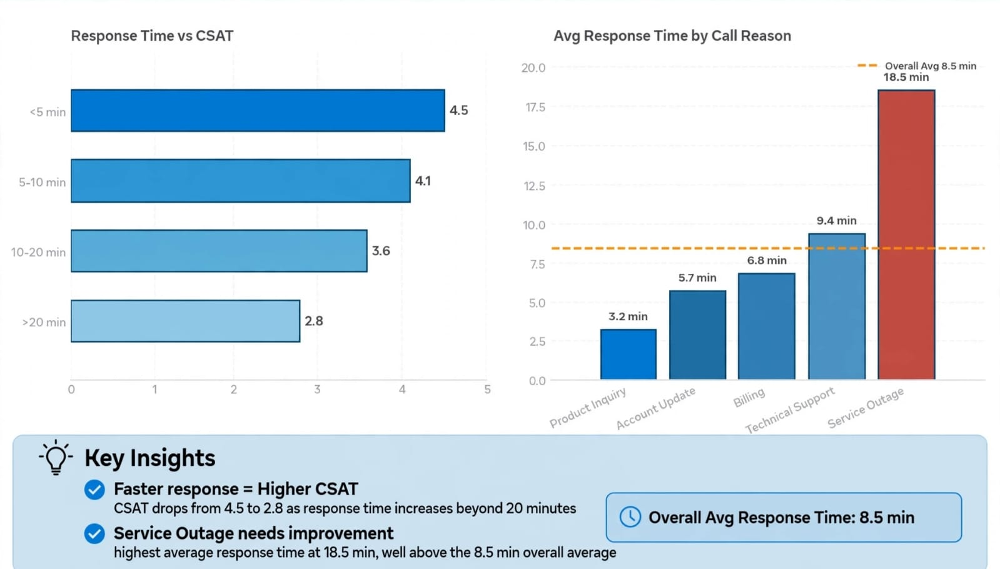 Response Time vs CSAT
<5 min
4.5
5-10 min
4.1
10-20 min
3.6
>20 min
2.8
0 1 2 3 4 5
Avg Response Time by Call Reason
20.0
17.5
15.0
12.5
10.0
7.5
5.0
2.5
0.0
Overall Avg 8.5 min
18.5 min
9.4 min
6.8 min
5.7 min
3.2 min
Product Inquiry
Account Update
Billing
Technical Support
Service Outage
Key Insights
Faster response = Higher CSAT
CSAT drops from 4.5 to 2.8 as response time increases beyond 20 minutes
Service Outage needs improvement
highest average response time at 18.5 min, well above the 8.5 min overall average
Overall Avg Response Time: 8.5 min